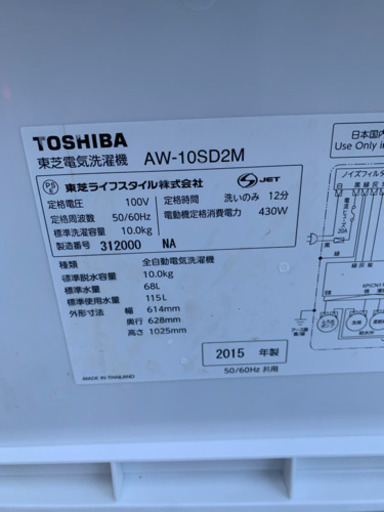 TOSHIBA
東芝電気洗濯機 AW-10SD2M
日本国内
Use Only in
PS
E
東芝ライフスタイル株式会社
JET
定格電圧 100V
定格時間 洗いのみ 12分
定格周波数 50/60Hz
電動機定格消費電力 430W
標準洗濯容量 10.0kg
製造番号 312000 NA
種類 全自動電気洗濯機
標準脱水容量 10.0kg
標準水量 68L
標準使用水量 115L
外形寸法 幅 614mm
奥行 628mm
高さ 1025mm
2015 年製
50/60Hz 共用
MADE IN THAILAND
ノイズフィルタ
20A